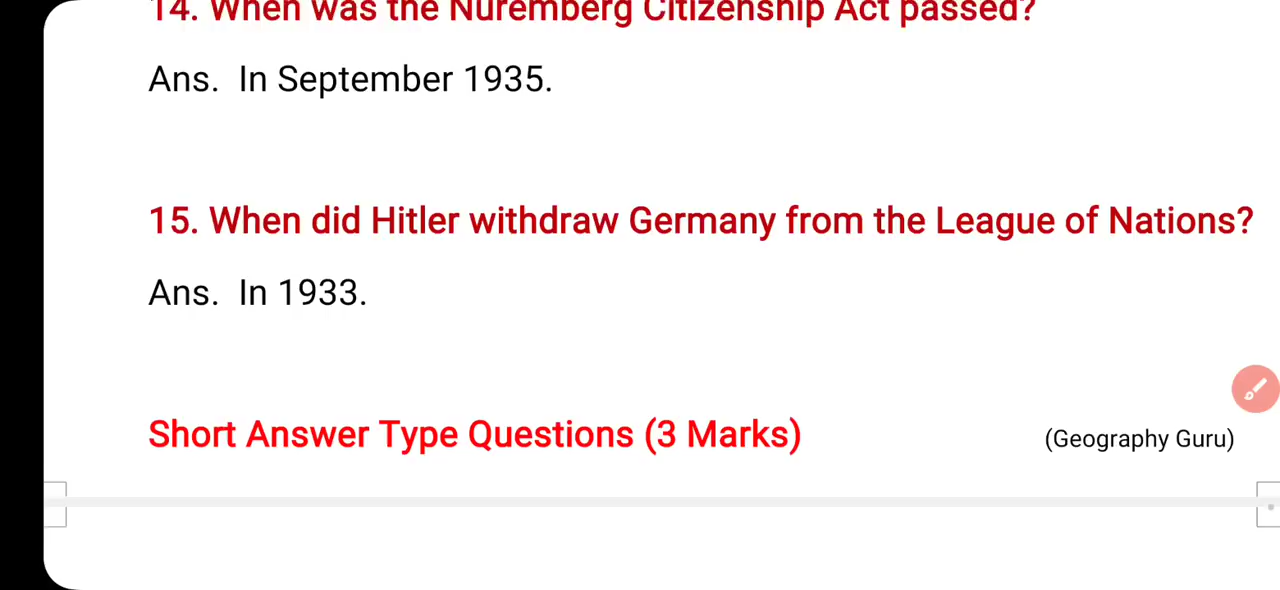 14. When was the Nuremberg Citizenship Act passed?
Ans. In September 1935.
15. When did Hitler withdraw Germany from the League of Nations?
Ans. In 1933.
Short Answer Type Questions (3 Marks) (Geography Guru)